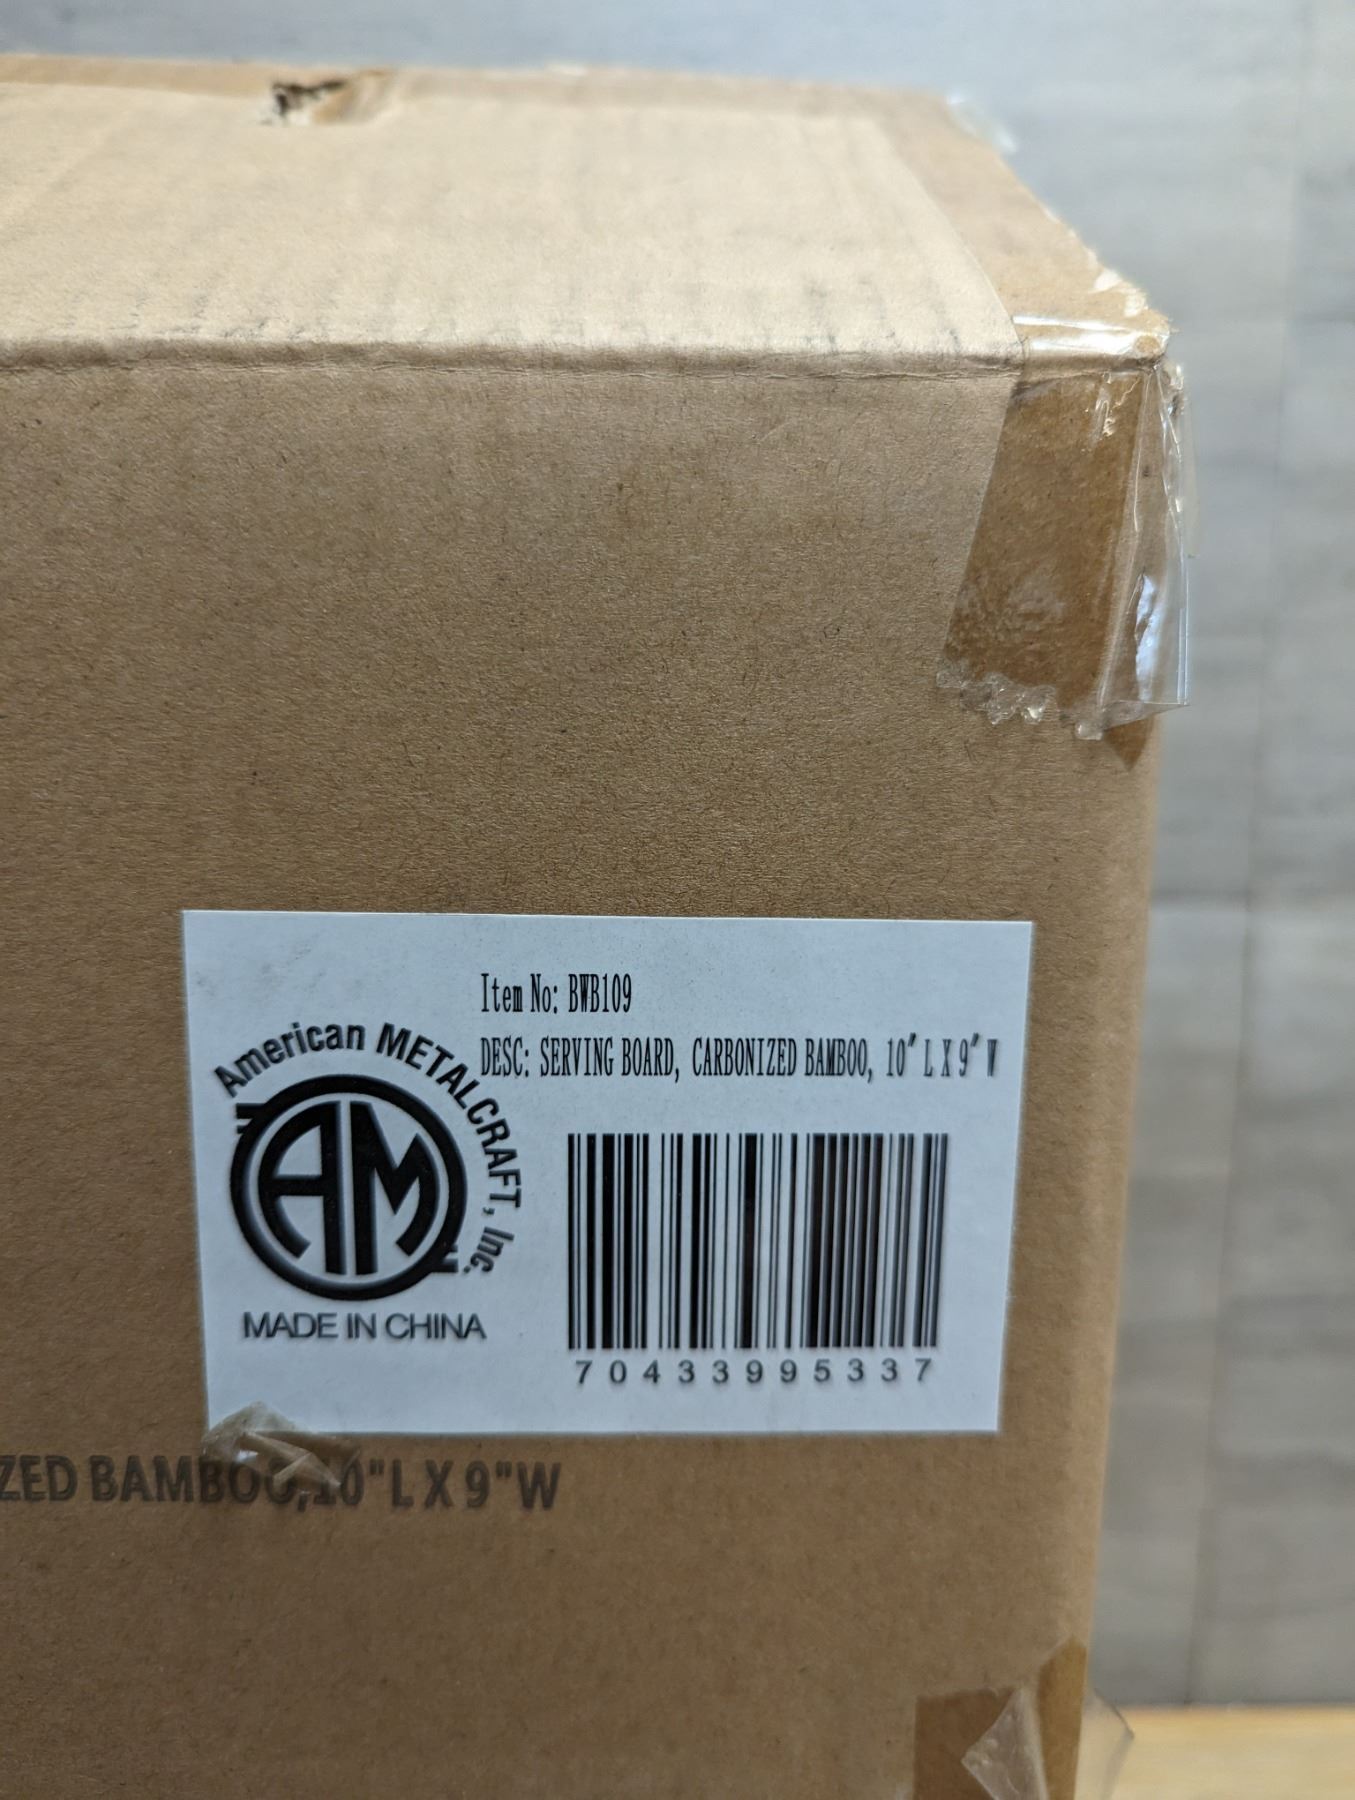 Item No: BWB109
DESC: SERVING BOARD, CARBONIZED BAMBOO, 10" L X 9" W
American METALCRAFT, Inc.
AM
MADE IN CHINA
70433995337
ZED BAMBOO, 10"L X 9"W